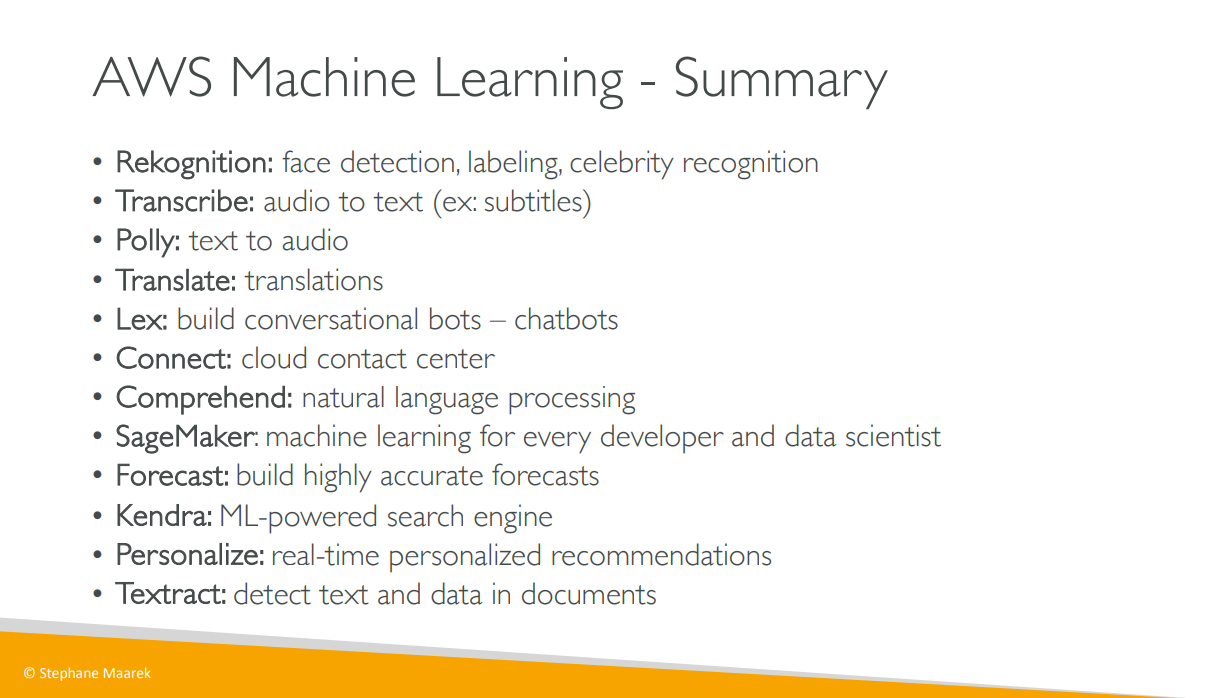 AWS Machine Learning - Summary
• Rekognition: face detection, labeling, celebrity recognition
• Transcribe: audio to text (ex: subtitles)
• Polly: text to audio
• Translate: translations
• Lex: build conversational bots – chatbots
• Connect: cloud contact center
• Comprehend: natural language processing
• SageMaker: machine learning for every developer and data scientist
• Forecast: build highly accurate forecasts
• Kendra: ML-powered search engine
• Personalize: real-time personalized recommendations
• Textract: detect text and data in documents
© Stephane Maarek